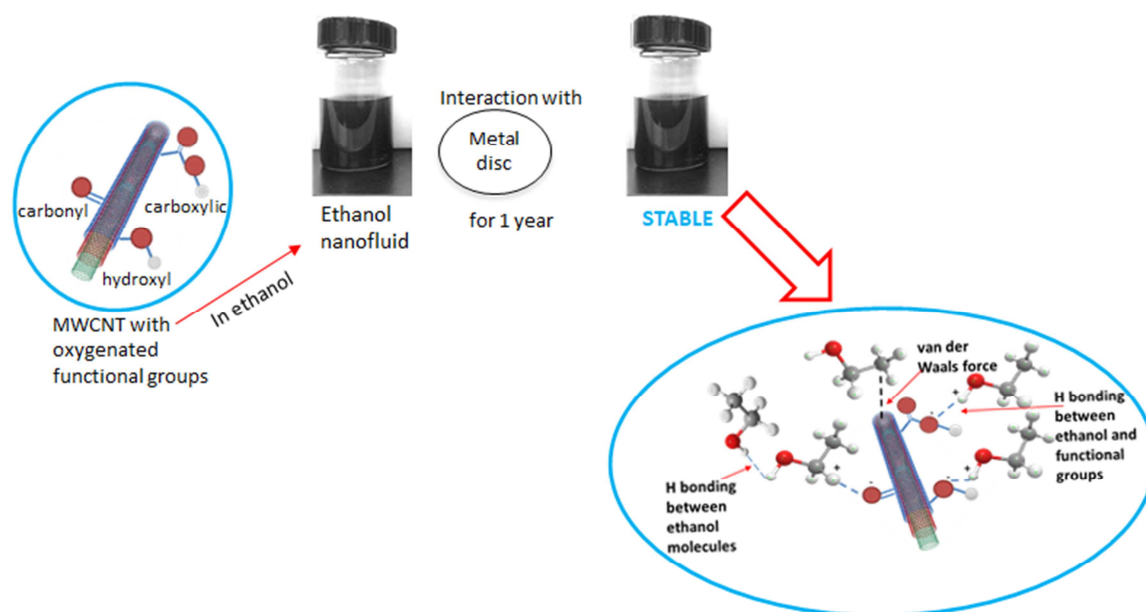 carbonyl
carboxylic
hydroxyl
MWCNT with
oxygenated
functional groups
In ethanol
Ethanol
nanofluid
Interaction with
Metal
disc
for 1 year
STABLE
van der
Waals force
H bonding
between
ethanol and
functional
groups
H bonding
between
ethanol
molecules
+
-
+
-
+
-